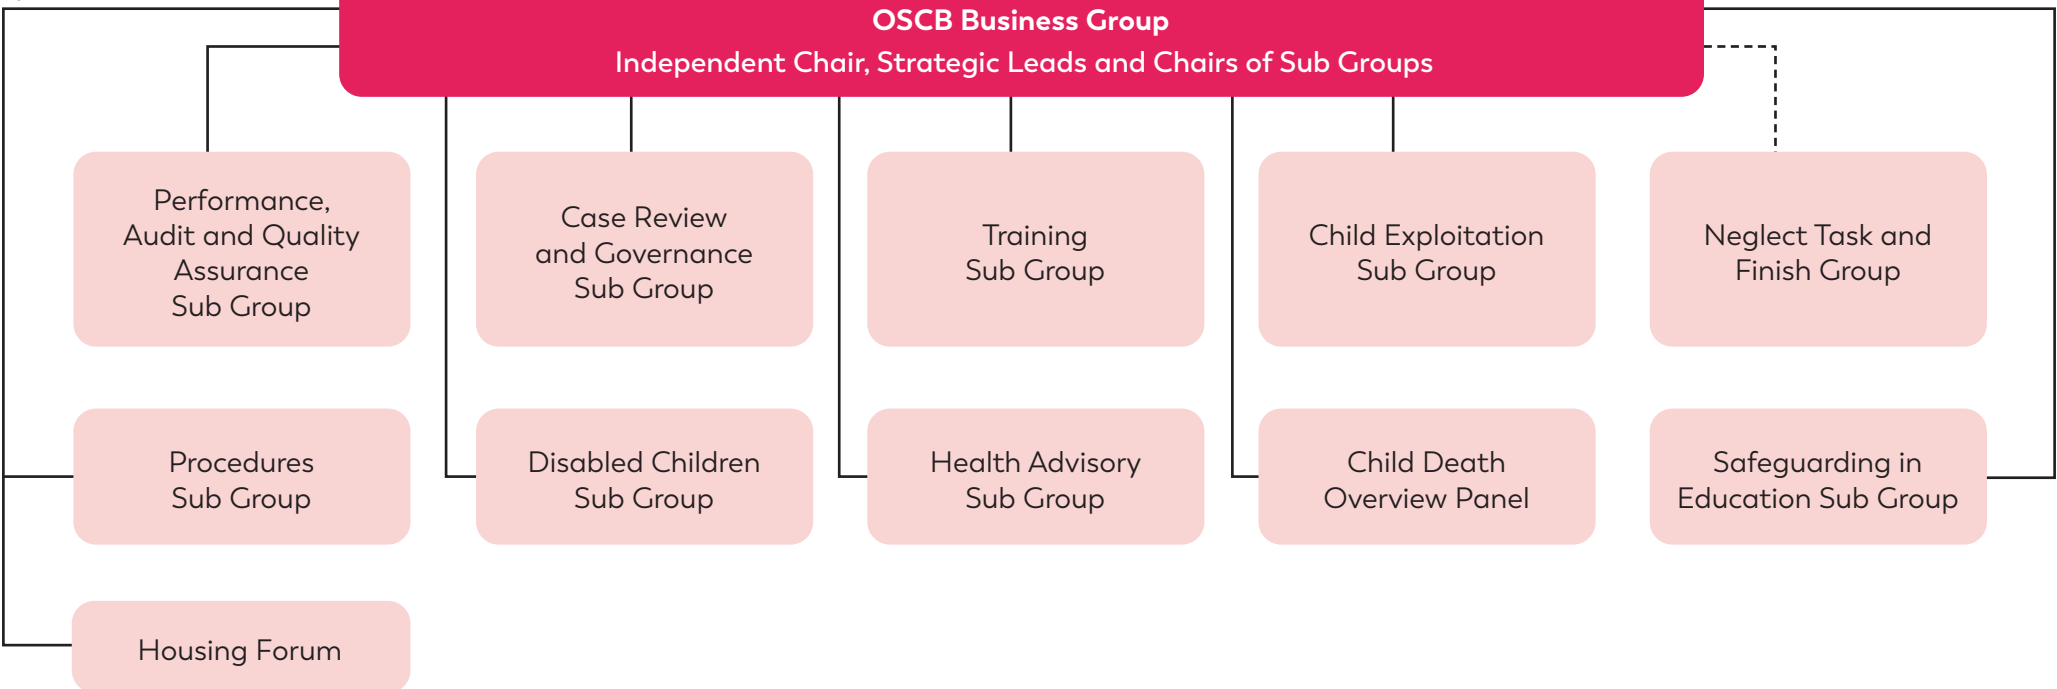 OSCB Business Group
Independent Chair, Strategic Leads and Chairs of Sub Groups
Performance,
Audit and Quality
Assurance
Sub Group
Case Review
and Governance
Sub Group
Training
Sub Group
Child Exploitation
Sub Group
Neglect Task and
Finish Group
Procedures
Sub Group
Disabled Children
Sub Group
Health Advisory
Sub Group
Child Death
Overview Panel
Safeguarding in
Education Sub Group
Housing Forum